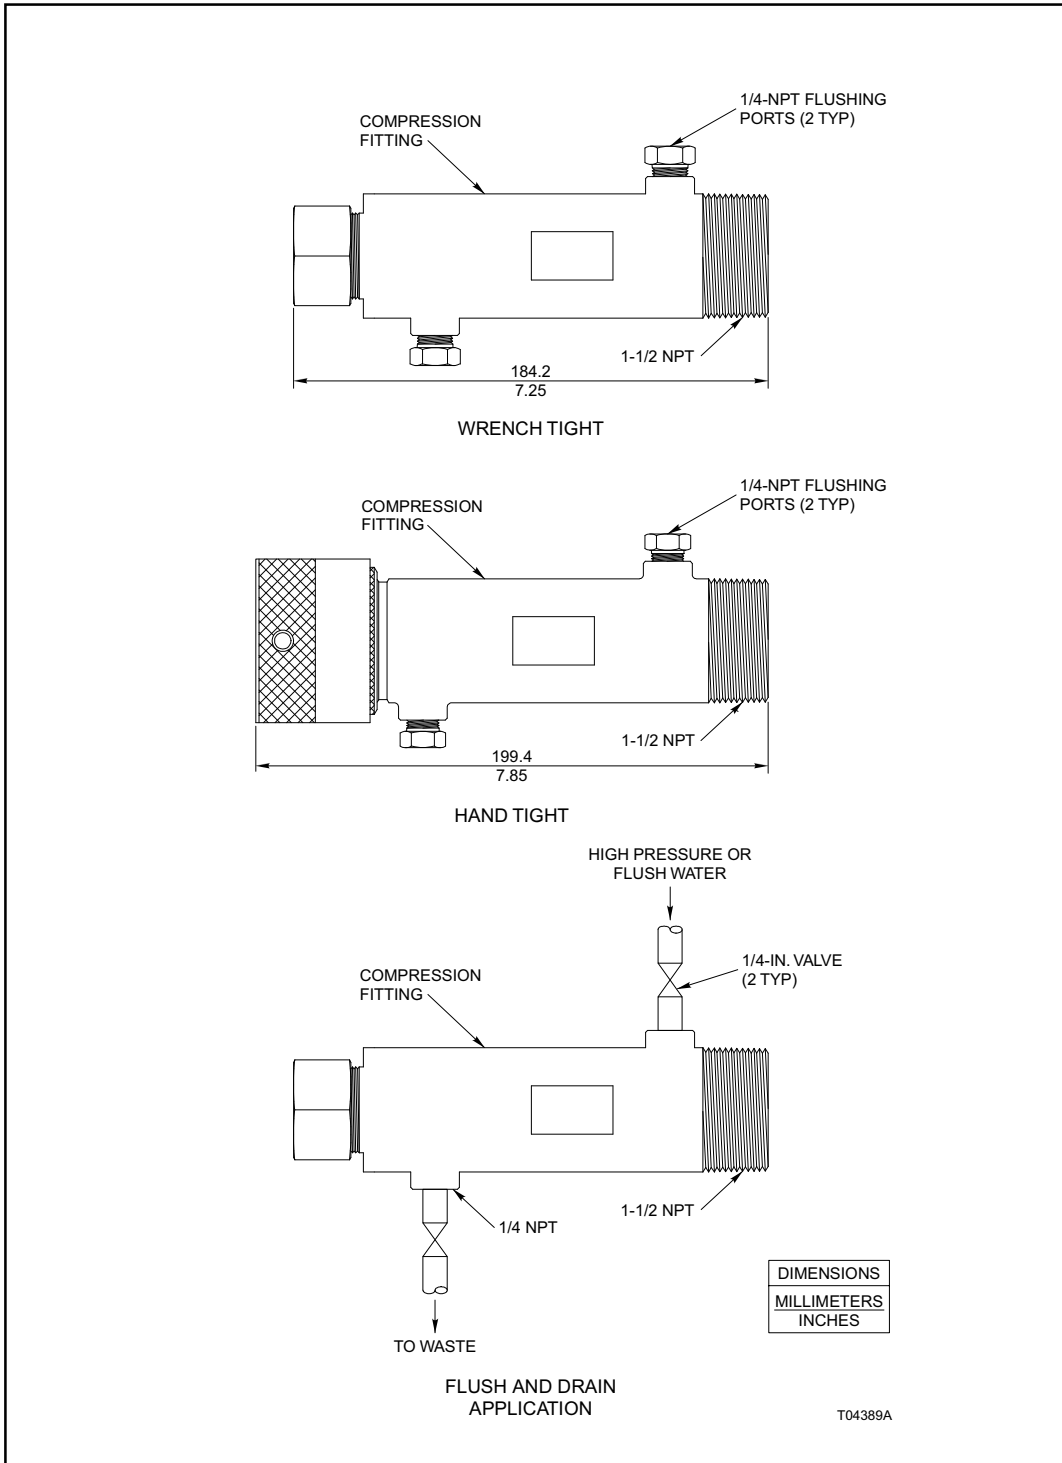 1/4-NPT FLUSHING
PORTS (2 TYP)
COMPRESSION
FITTING
1-1/2 NPT
184.2
7.25
WRENCH TIGHT
1/4-NPT FLUSHING
PORTS (2 TYP)
COMPRESSION
FITTING
1-1/2 NPT
199.4
7.85
HAND TIGHT
HIGH PRESSURE OR
FLUSH WATER
1/4-IN. VALVE
(2 TYP)
COMPRESSION
FITTING
1-1/2 NPT
1/4 NPT
TO WASTE
DIMENSIONS
MILLIMETERS
INCHES
FLUSH AND DRAIN
APPLICATION
T04389A